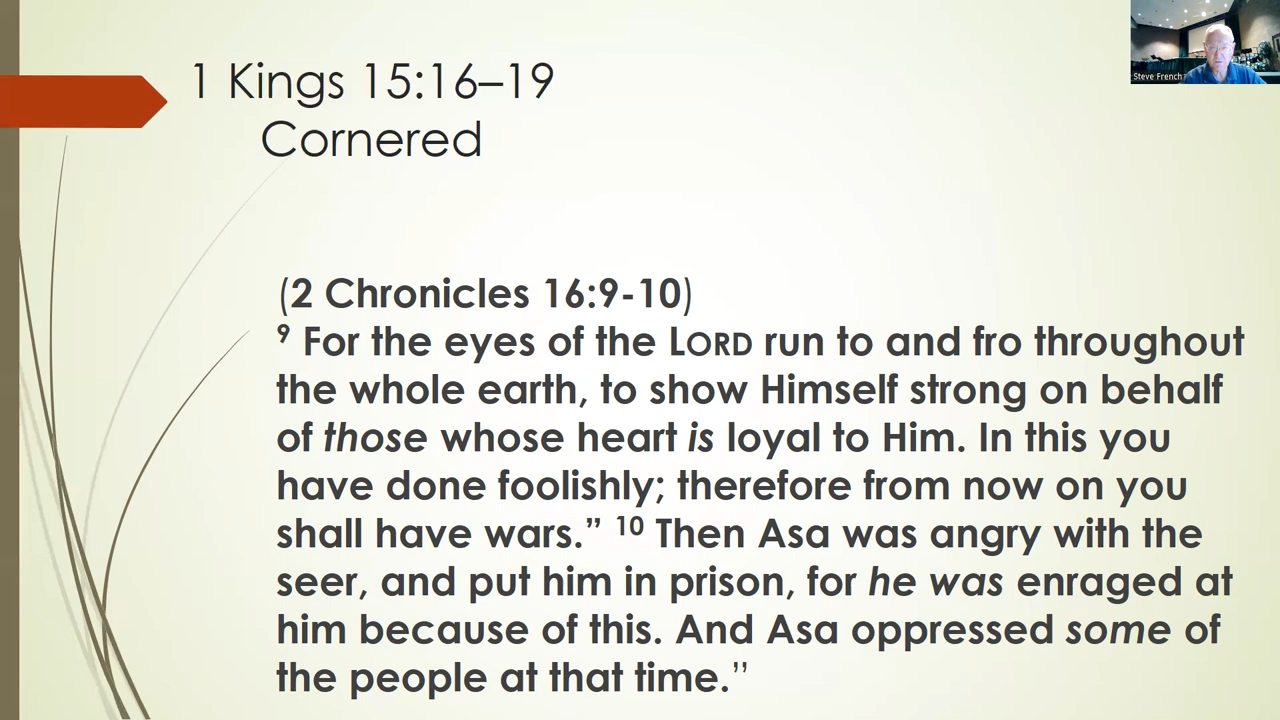 1 Kings 15:16–19
Cornered
Steve French
(2 Chronicles 16:9-10)
⁹ For the eyes of the LORD run to and fro throughout
the whole earth, to show Himself strong on behalf
of those whose heart is loyal to Him. In this you
have done foolishly; therefore from now on you
shall have wars.” ¹⁰ Then Asa was angry with the
seer, and put him in prison, for he was enraged at
him because of this. And Asa oppressed some of
the people at that time.”